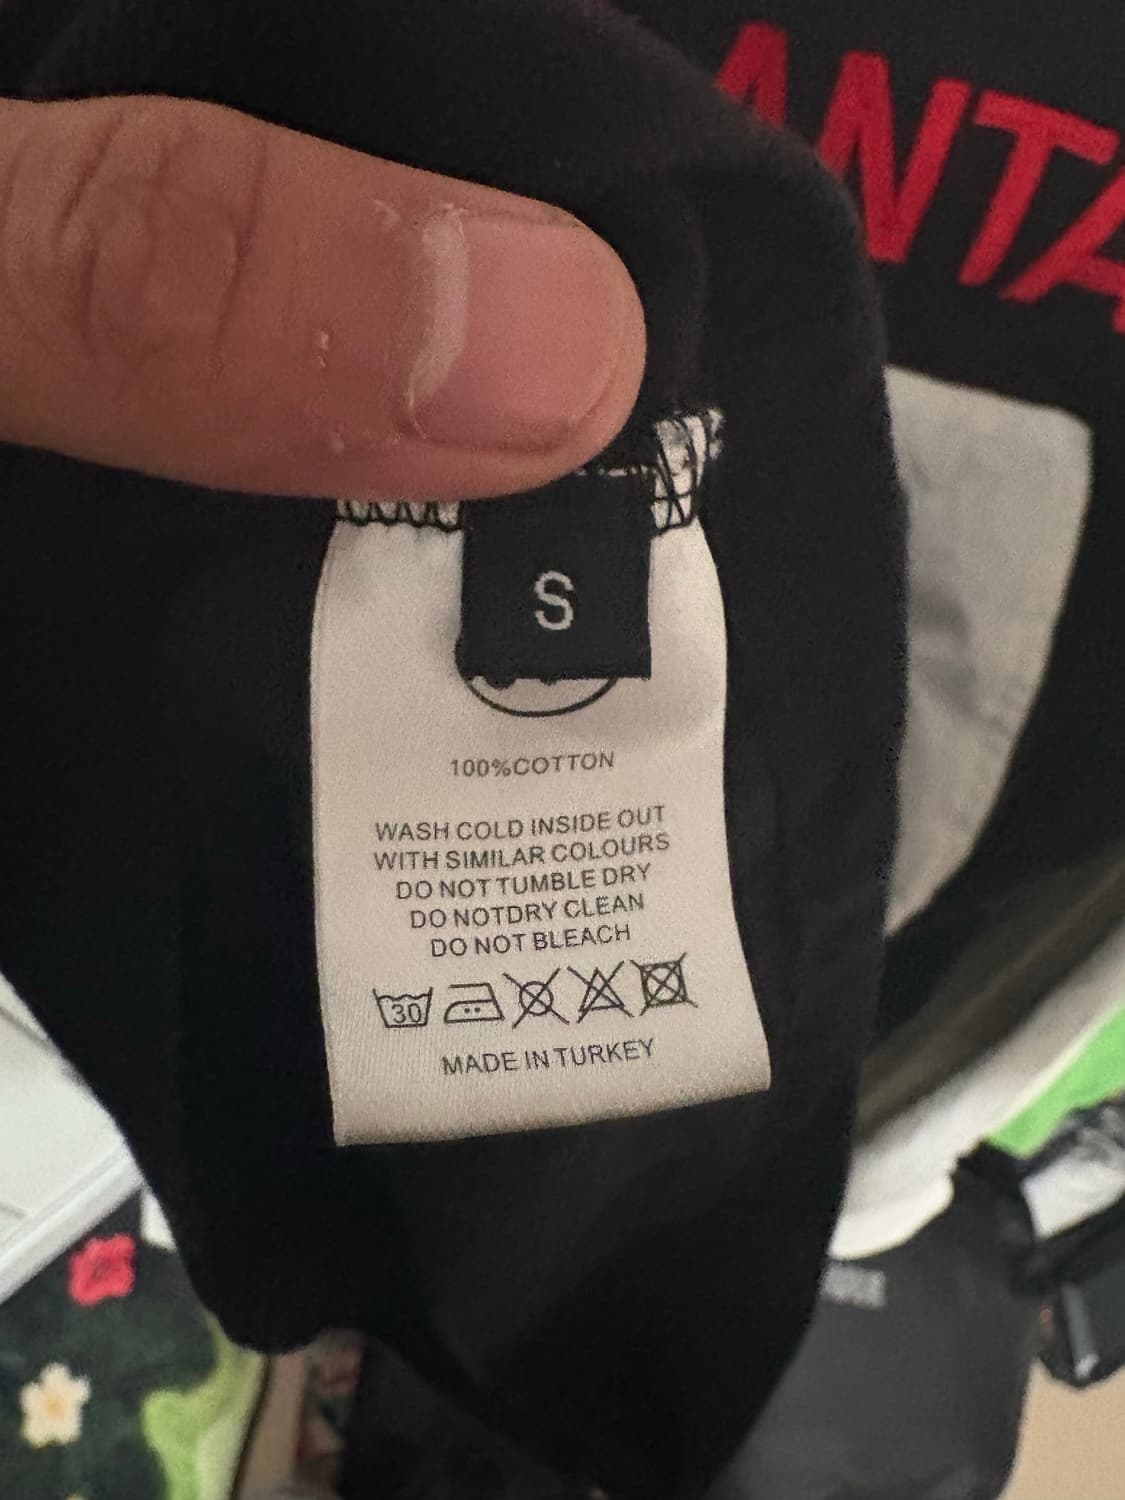 ANTA
S
100%COTTON
WASH COLD INSIDE OUT
WITH SIMILAR COLOURS
DO NOT TUMBLE DRY
DO NOTDRY CLEAN
DO NOT BLEACH
30
MADE IN TURKEY